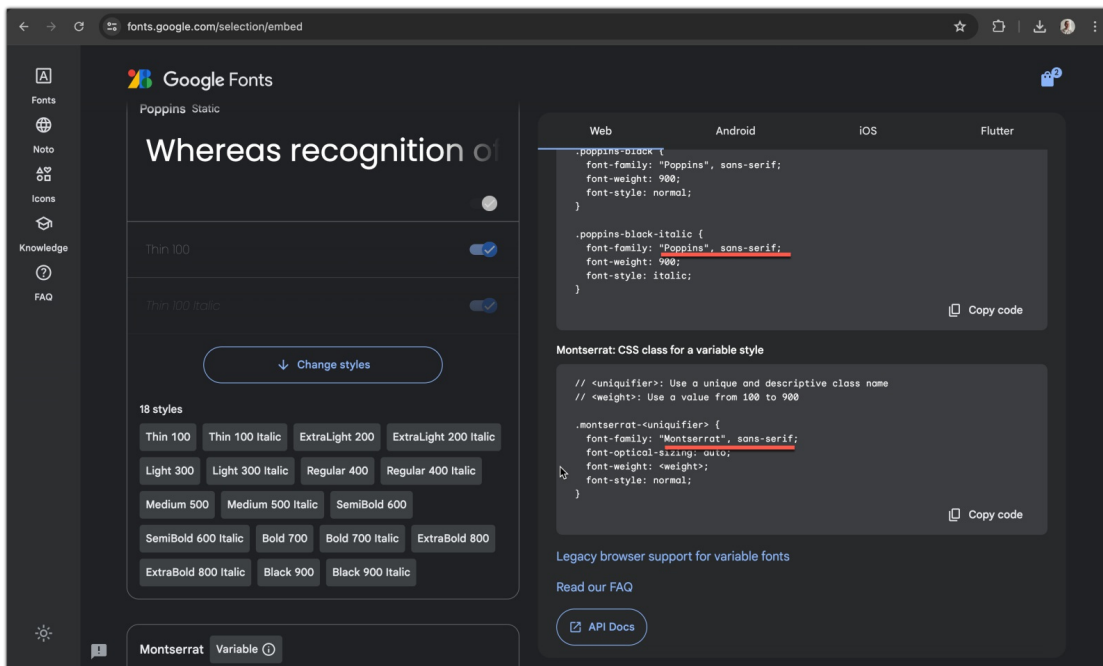 fonts.google.com/selection/embed
Fonts
Noto
Icons
Knowledge
FAQ
Google Fonts
2
Poppins Static
Whereas recognition of
Thin 100
Thin 100 Italic
Change styles
18 styles
Thin 100
Thin 100 Italic
ExtraLight 200
ExtraLight 200 Italic
Light 300
Light 300 Italic
Regular 400
Regular 400 Italic
Medium 500
Medium 500 Italic
SemiBold 600
SemiBold 600 Italic
Bold 700
Bold 700 Italic
ExtraBold 800
ExtraBold 800 Italic
Black 900
Black 900 Italic
Montserrat Variable
Web
Android
iOS
Flutter
.poppins-black {
font-family: "Poppins", sans-serif;
font-weight: 900;
font-style: normal;
}
.poppins-black-italic {
font-family: "Poppins", sans-serif;
font-weight: 900;
font-style: italic;
}
Copy code
Montserrat: CSS class for a variable style
// <uniquifier>: Use a unique and descriptive class name
// <weight>: Use a value from 100 to 900
.montserrat-<uniquifier> {
font-family: "Montserrat", sans-serif;
font-optical-sizing: auto;
font-weight: <weight>;
font-style: normal;
}
Copy code
Legacy browser support for variable fonts
Read our FAQ
API Docs